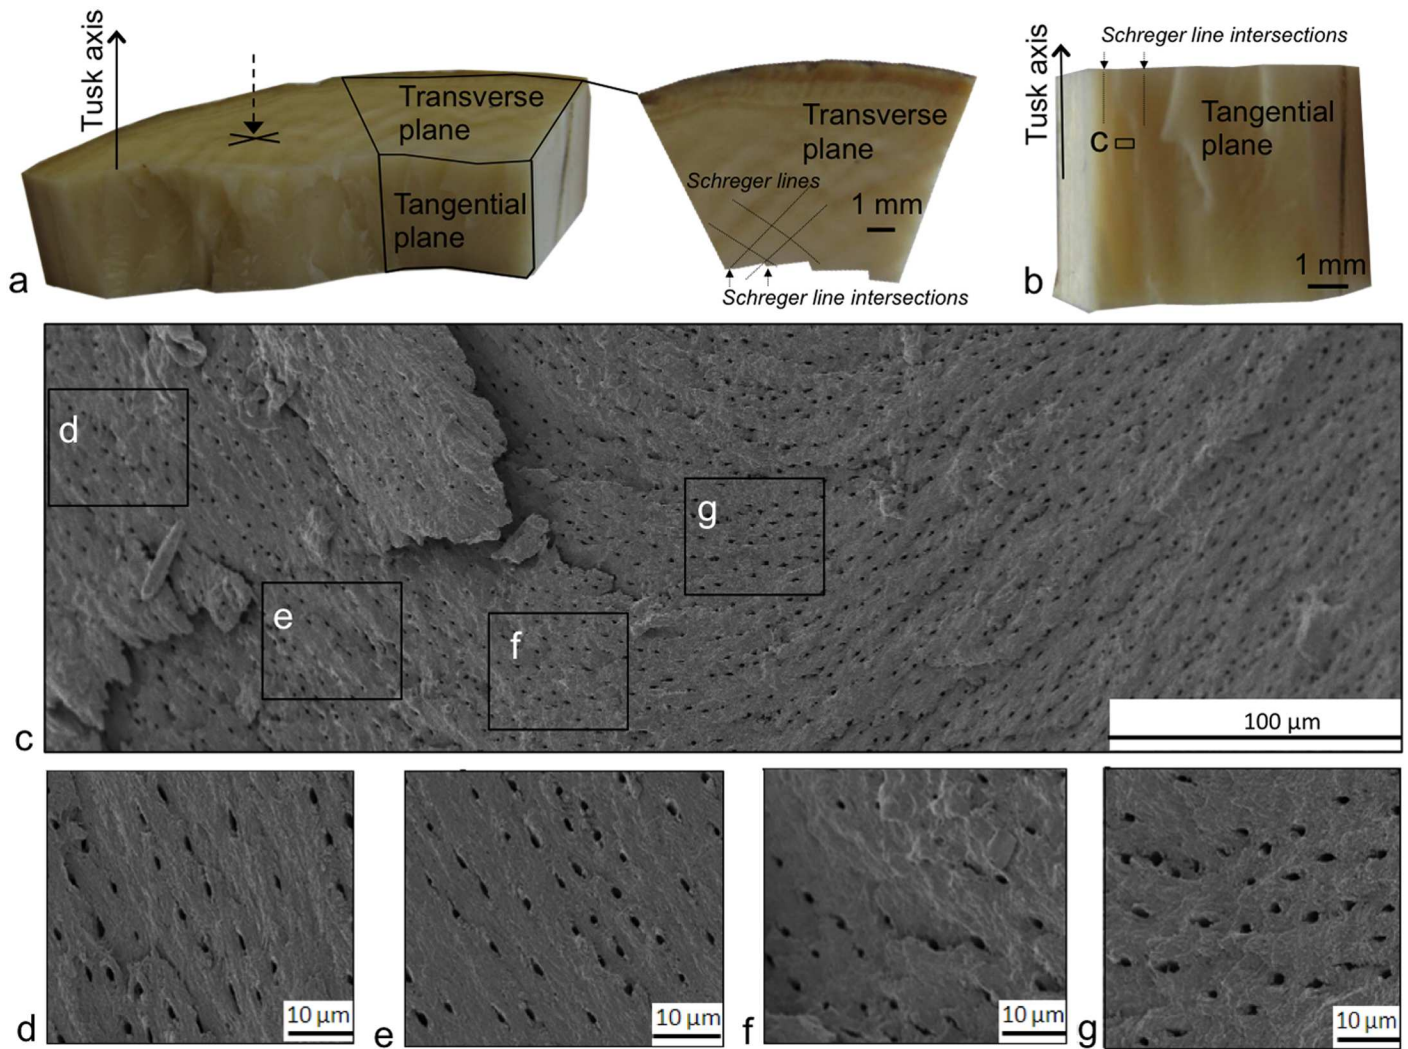 Tusk axis
Transverse
plane
Tangential
plane
a
Transverse
plane
Schreger lines
1 mm
Schreger line intersections
Schreger line intersections
Tusk axis
Tangential
plane
c
1 mm
b
d
e
f
g
100 µm
c
10 µm
d
10 µm
e
10 µm
f
10 µm
g